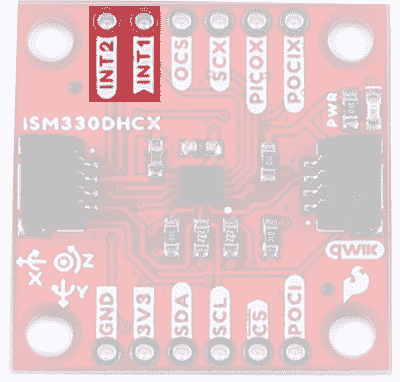 INT2
INT1
OCS
SCX
PICOX
POCIX
PWR
ISM330DHCX
qwiic
X
Z
Y
GND
3V3
SDA
SCL
CS
POCI